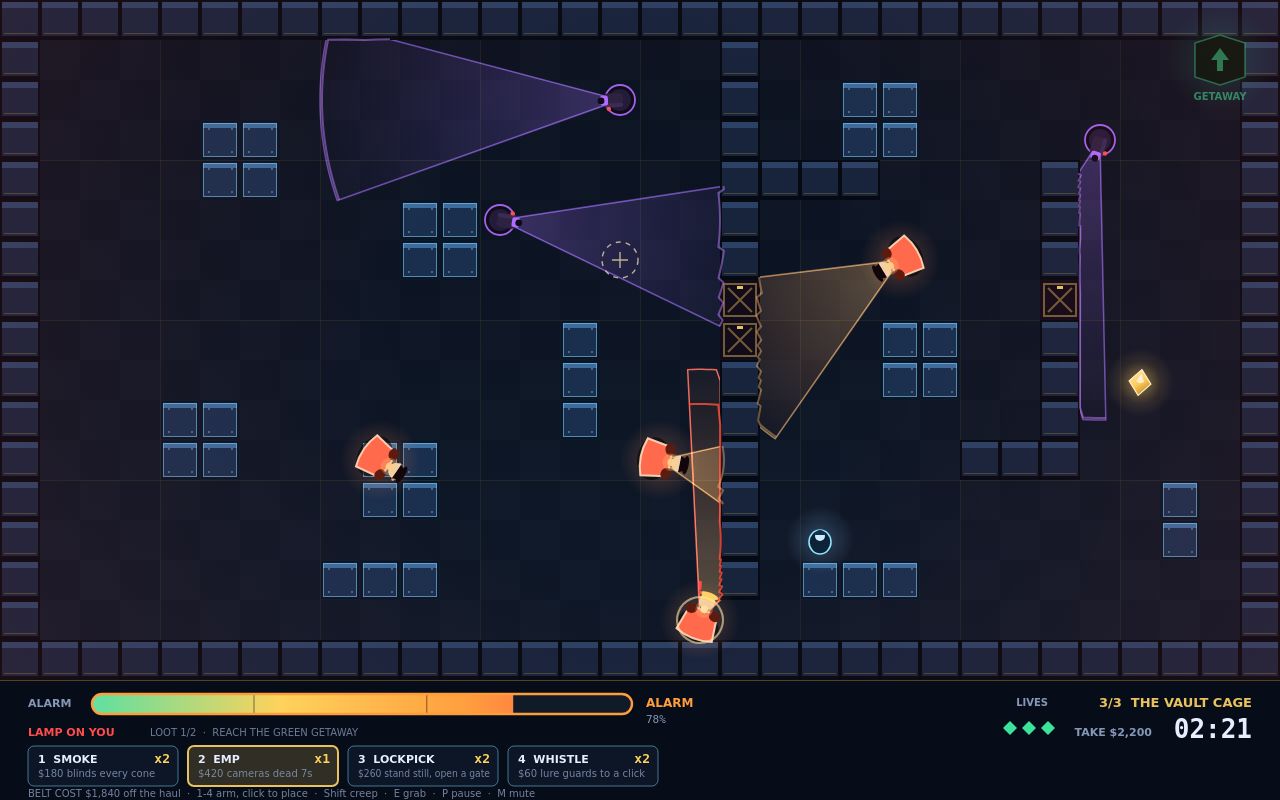 GETAWAY
ALARM
ALARM
78%
LIVES
3/3 THE VAULT CAGE
LAMP ON YOU
LOOT 1/2 · REACH THE GREEN GETAWAY
TAKE $2,200
02:21
1 SMOKE x2
$180 blinds every cone
2 EMP x1
$420 cameras dead 7s
3 LOCKPICK x2
$260 stand still, open a gate
4 WHISTLE x2
$60 lure guards to a click
BELT COST $1,840 off the haul · 1-4 arm, click to place · Shift creep · E grab · P pause · M mute